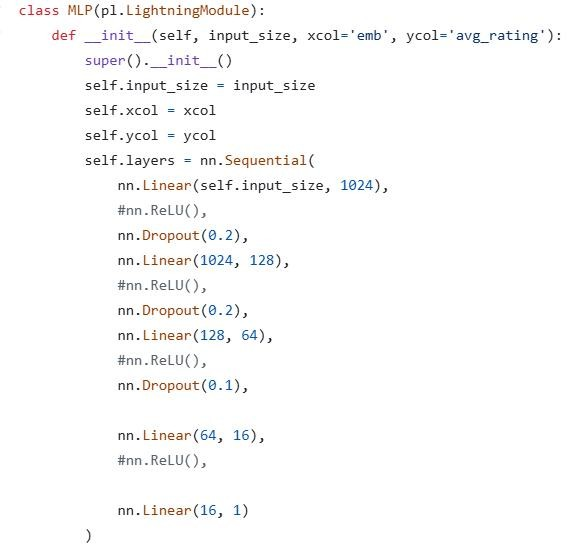 class MLP(pl.LightningModule):
    def __init__(self, input_size, xcol='emb', ycol='avg_rating'):
        super().__init__()
        self.input_size = input_size
        self.xcol = xcol
        self.ycol = ycol
        self.layers = nn.Sequential(
            nn.Linear(self.input_size, 1024),
            #nn.ReLU(),
            nn.Dropout(0.2),
            nn.Linear(1024, 128),
            #nn.ReLU(),
            nn.Dropout(0.2),
            nn.Linear(128, 64),
            #nn.ReLU(),
            nn.Dropout(0.1),

            nn.Linear(64, 16),
            #nn.ReLU(),

            nn.Linear(16, 1)
        )